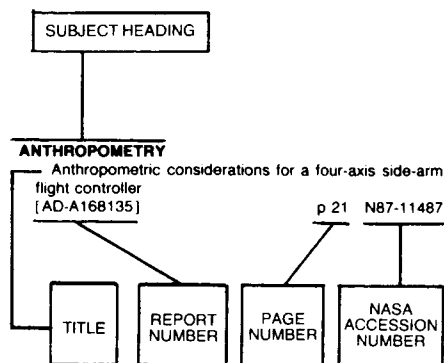 SUBJECT HEADING
ANTHROPOMETRY
Anthropometric considerations for a four-axis side-arm
flight controller
[AD-A168135] p 21 N87-11487
TITLE
REPORT
NUMBER
PAGE
NUMBER
NASA
ACCESSION
NUMBER